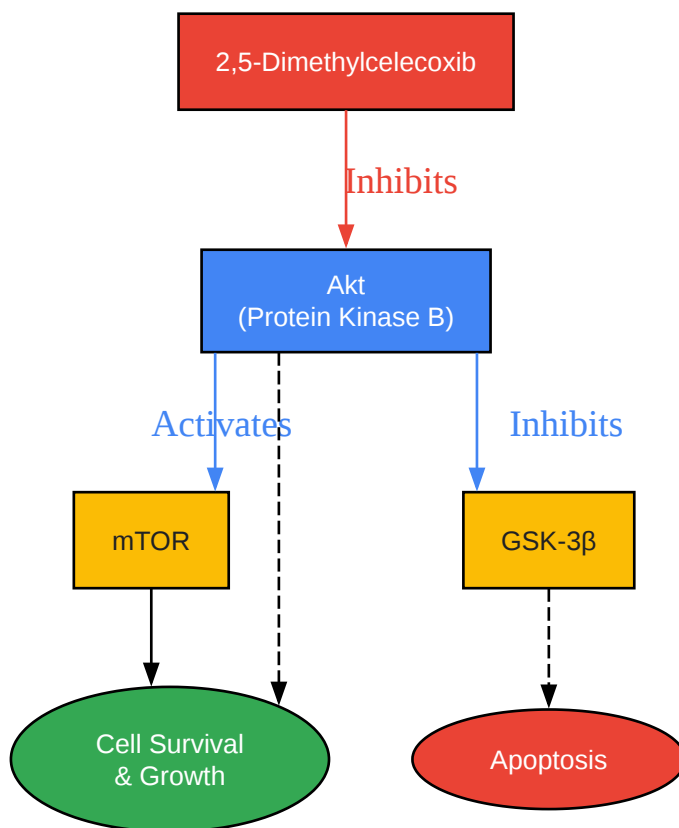 2,5-Dimethylcelecoxib
Inhibits
Akt
(Protein Kinase B)
Activates
Inhibits
mTOR
GSK-3β
Cell Survival
& Growth
Apoptosis